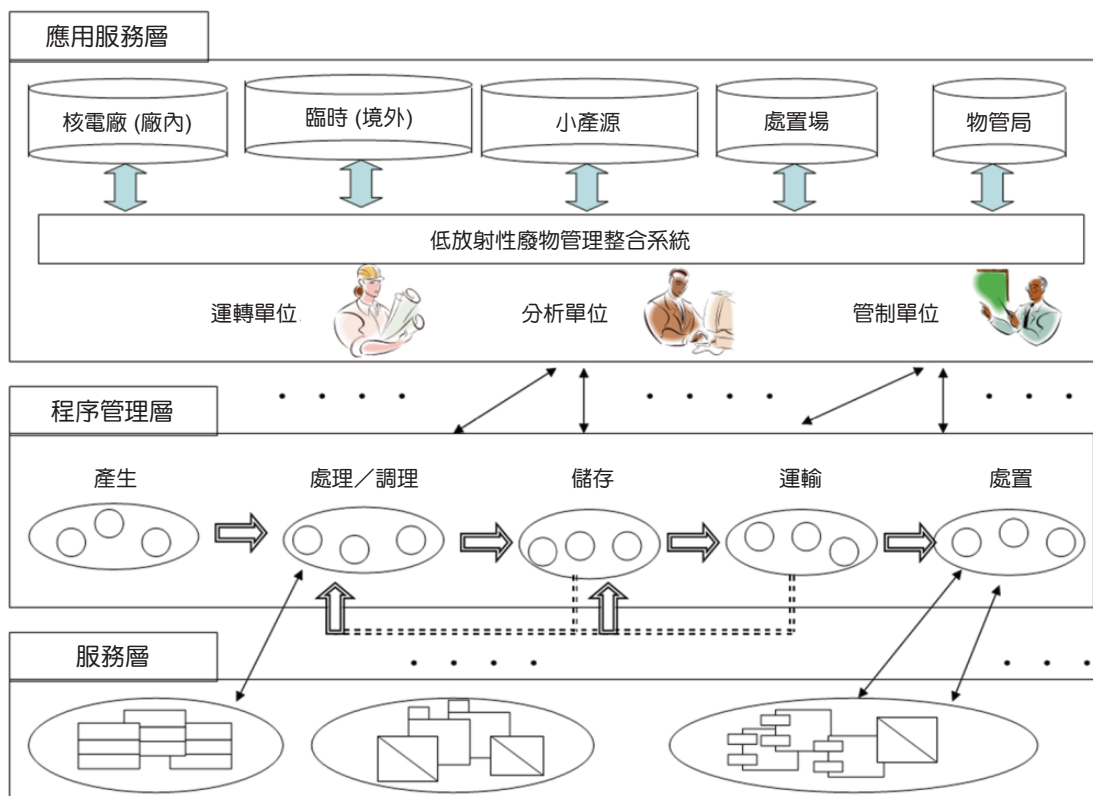 應用服務層
核電廠 (廠內)
臨時 (境外)
小產源
處置場
物管局
低放射性廢物管理整合系統
運轉單位
分析單位
管制單位
程序管理層
產生
處理／調理
儲存
運輸
處置
服務層